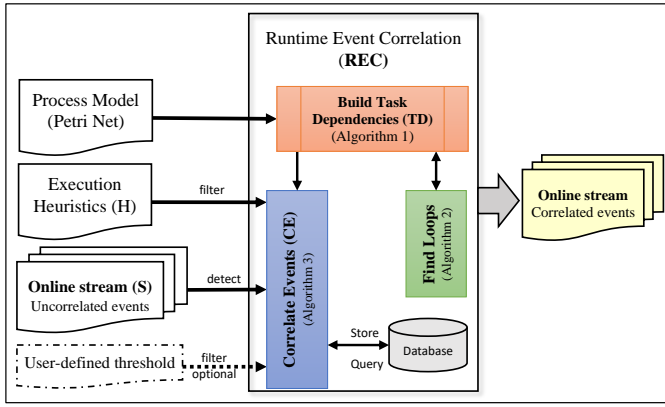 Runtime Event Correlation
(REC)
Process Model
(Petri Net)
Build Task
Dependencies (TD)
(Algorithm 1)
Execution
Heuristics (H)
filter
Online stream (S)
Uncorrelated events
detect
User-defined threshold
filter
optional
Correlate Events (CE)
(Algorithm 3)
Find Loops
(Algorithm 2)
Store
Query
Database
Online stream
Correlated events